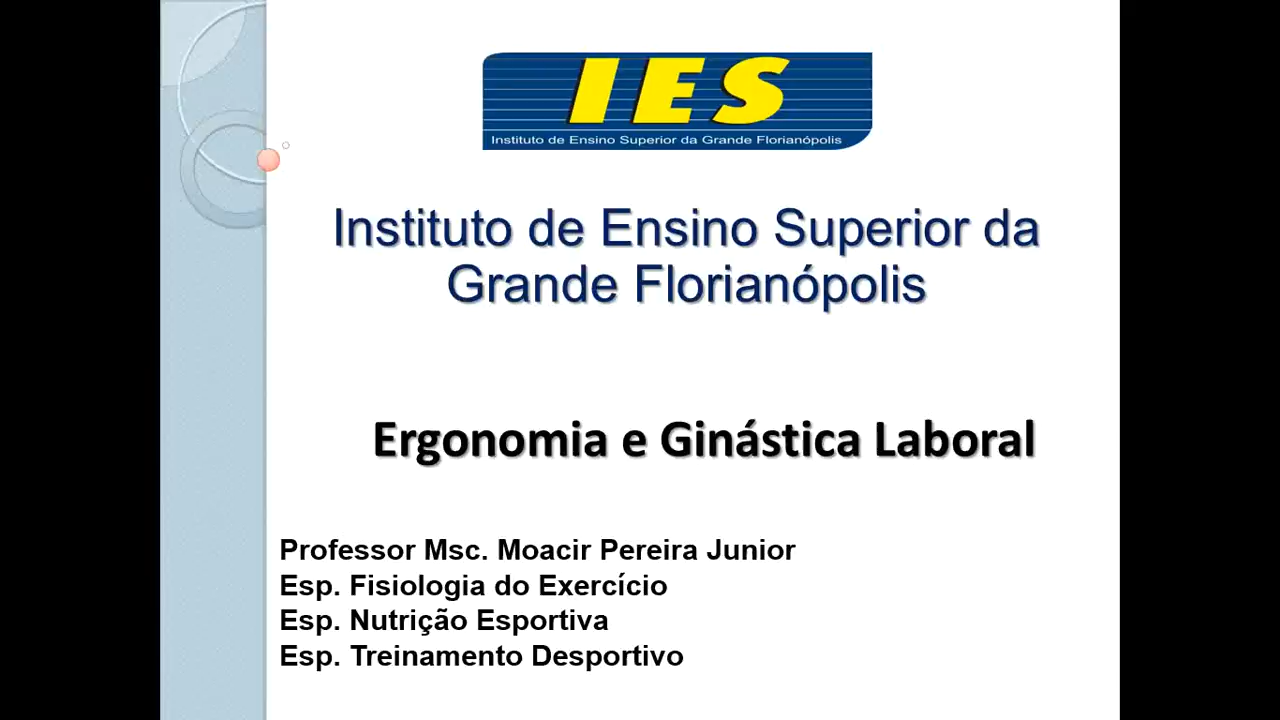 IES
Instituto de Ensino Superior da Grande Florianópolis
Instituto de Ensino Superior da
Grande Florianópolis
Ergonomia e Ginástica Laboral
Professor Msc. Moacir Pereira Junior
Esp. Fisiologia do Exercício
Esp. Nutrição Esportiva
Esp. Treinamento Desportivo